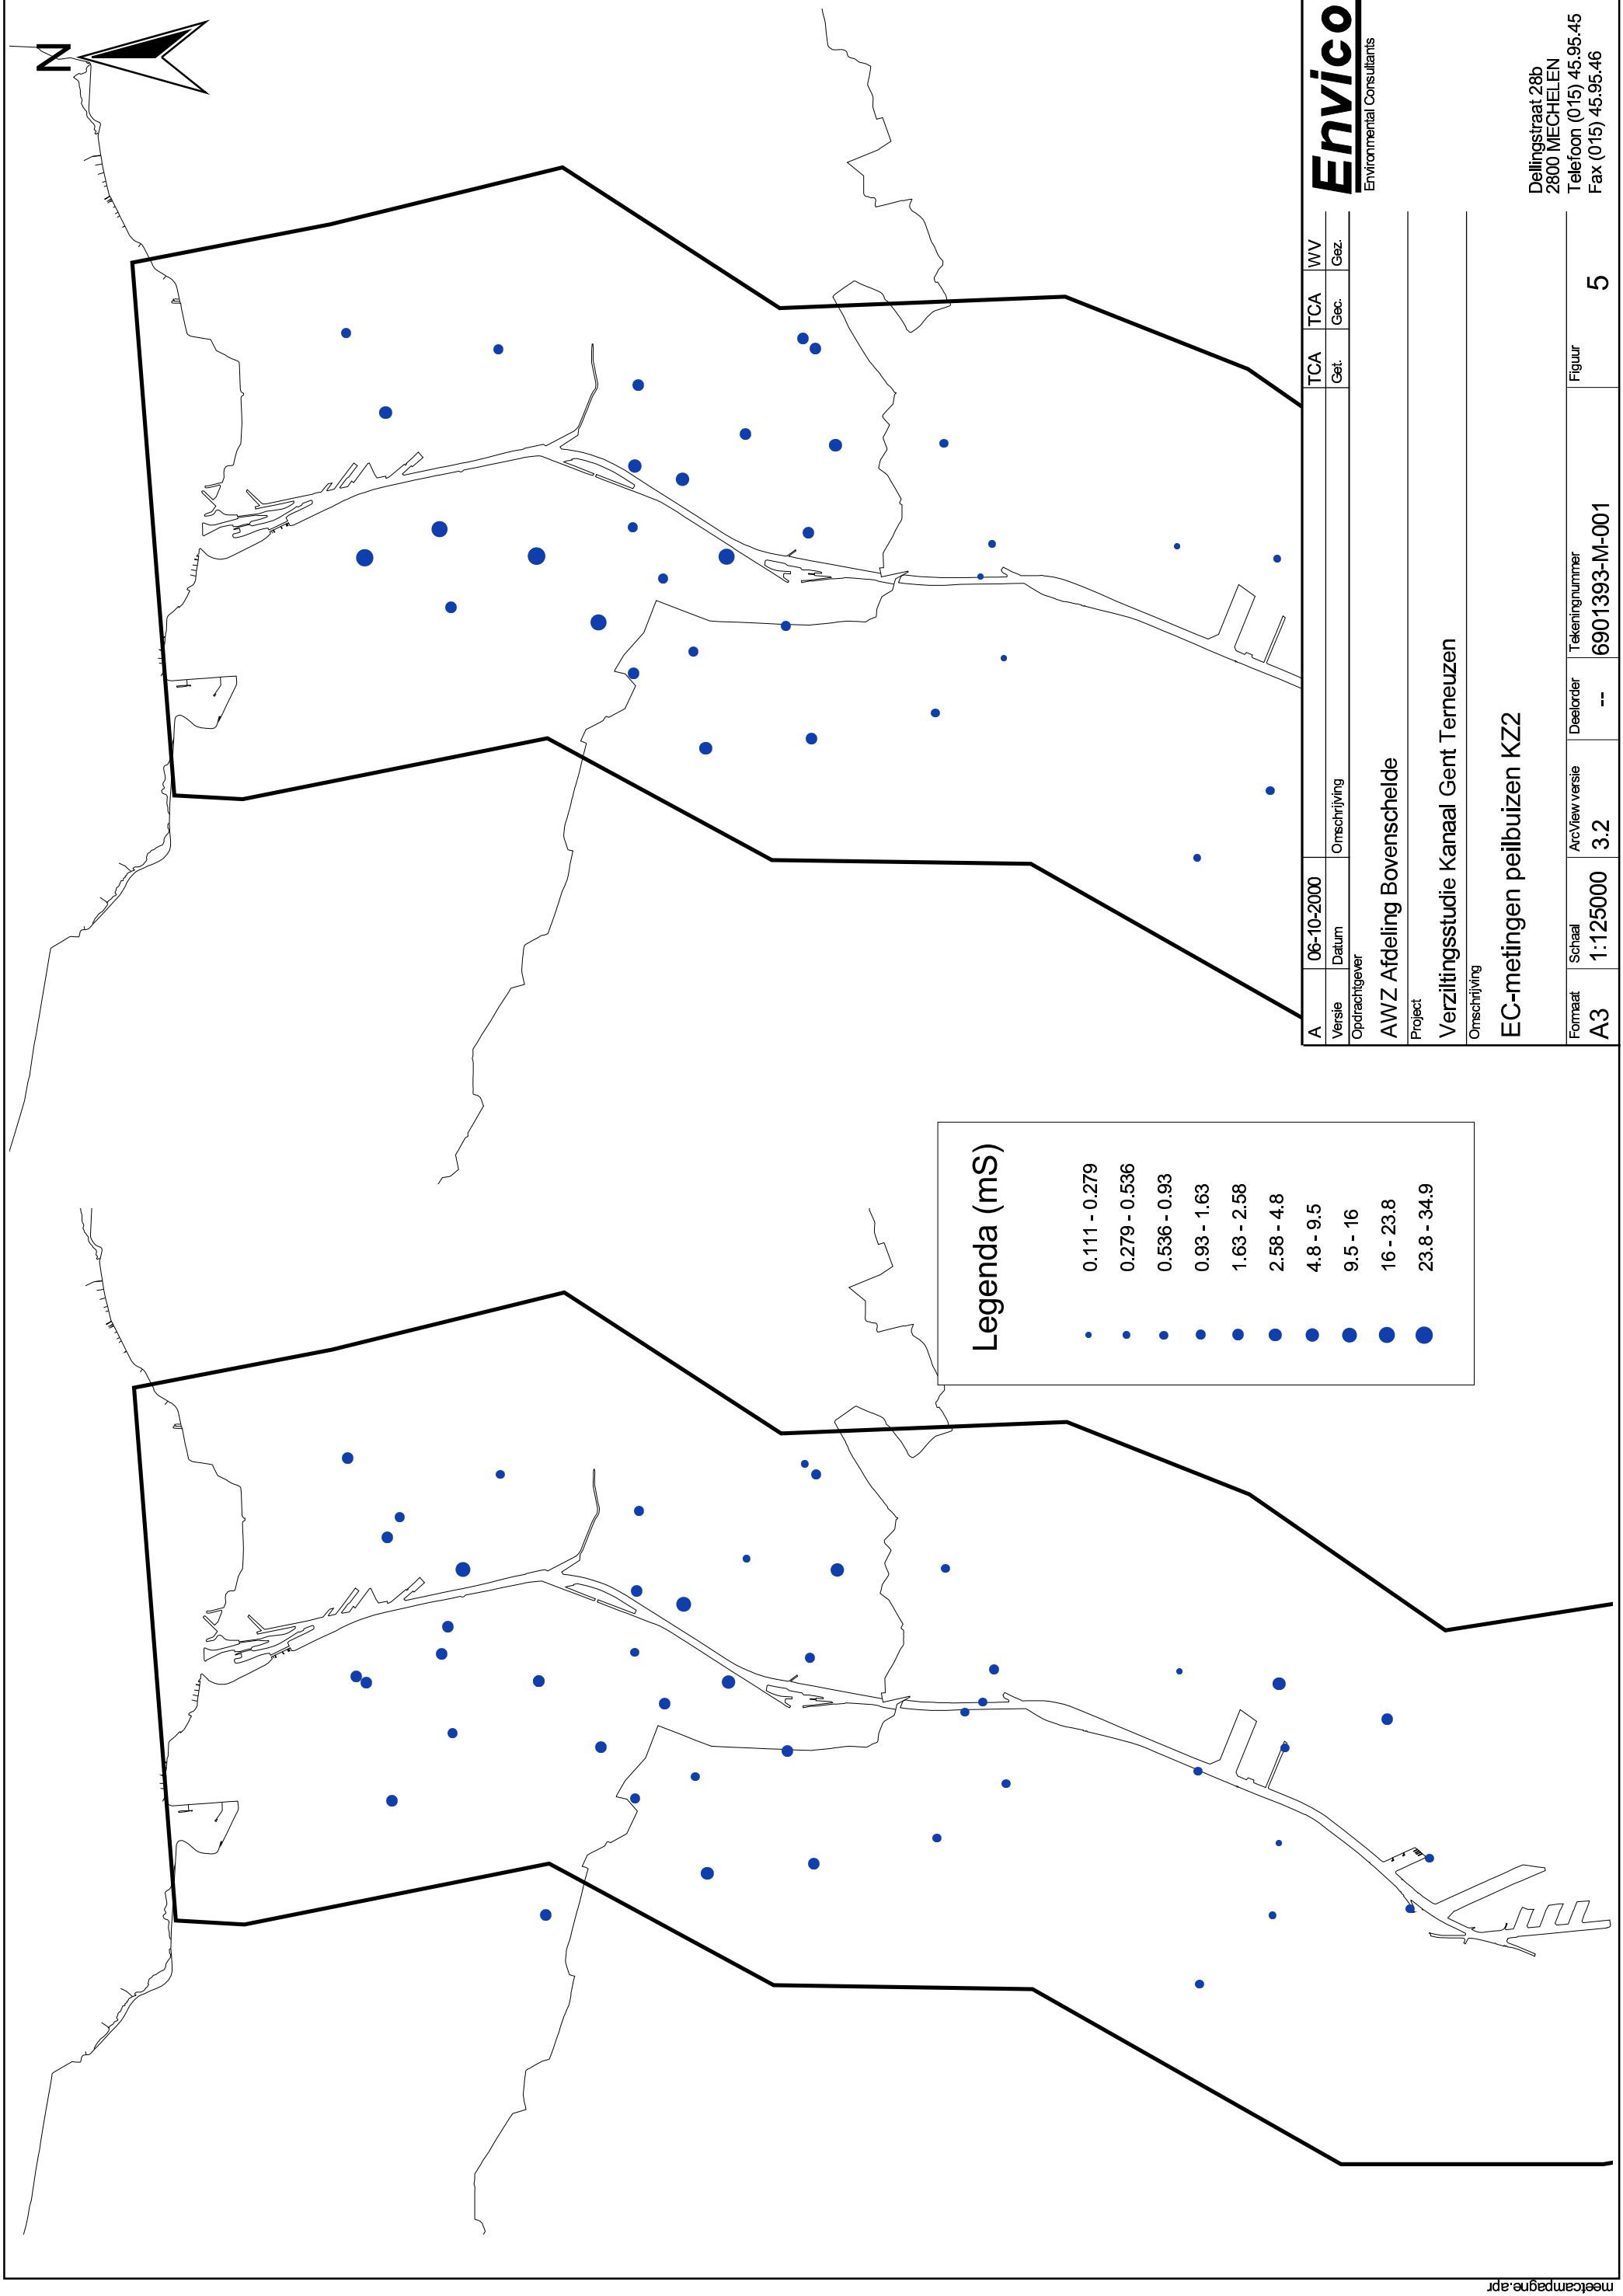 N
Legenda (mS)
0.111 - 0.279
0.279 - 0.536
0.536 - 0.93
0.93 - 1.63
1.63 - 2.58
2.58 - 4.8
4.8 - 9.5
9.5 - 16
16 - 23.8
23.8 - 34.9
A 06-10-2000 TCA TCA WV
Versie Datum Omschrijving Get. Gec. Gez.
Opdrachtgever
AWZ Afdeling Bovenschelde
Project
Verziltingsstudie Kanaal Gent Terneuzen
Omschrijving
EC-metingen peilbuizen KZ2
Formaat Schaal ArcView versie Deelorder Tekeningnummer Figuur
A3 1:125000 3.2 -- 6901393-M-001 5
Envico
Environmental Consultants
Dellingstraat 28b
2800 MECHELEN
Telefoon (015) 45.95.45
Fax (015) 45.95.46
meetcampagne.apr